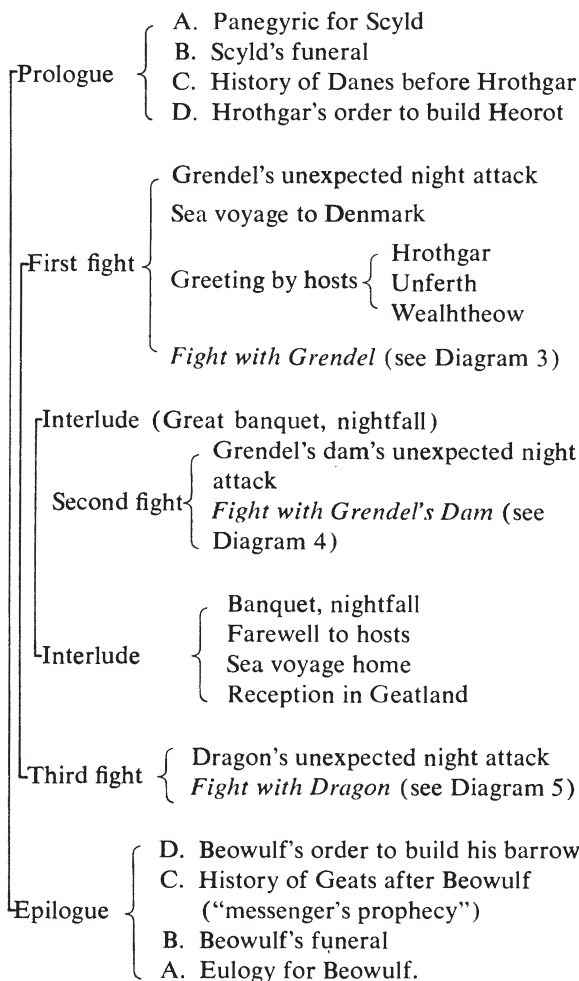 A. Panegyric for Scyld
B. Scyld's funeral
Prologue
C. History of Danes before Hrothgar
D. Hrothgar's order to build Heorot
Grendel's unexpected night attack
Sea voyage to Denmark
First fight
Hrothgar
Greeting by hosts
Unferth
Wealhtheow
Fight with Grendel (see Diagram 3)
Interlude (Great banquet, nightfall)
Grendel's dam's unexpected night
attack
Second fight
Fight with Grendel's Dam (see
Diagram 4)
Banquet, nightfall
Farewell to hosts
Interlude
Sea voyage home
Reception in Geatland
Dragon's unexpected night attack
Third fight
Fight with Dragon (see Diagram 5)
D. Beowulf's order to build his barrow
C. History of Geats after Beowulf
("messenger's prophecy")
Epilogue
B. Beowulf's funeral
A. Eulogy for Beowulf.